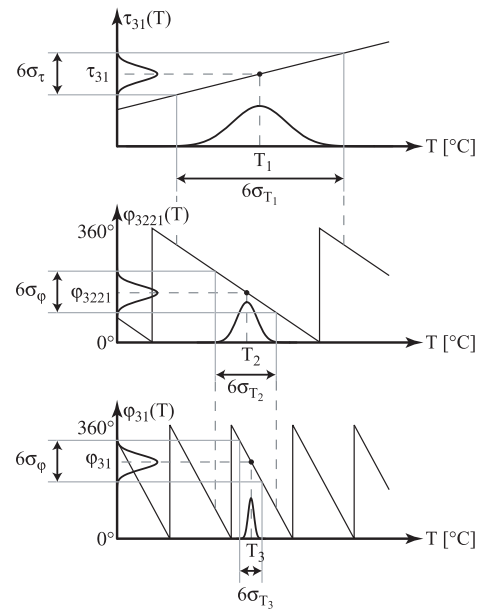 τ31(T)
6στ
τ31
T1
T [°C]
6σT1
φ3221(T)
360°
6σφ
φ3221
0°
T2
T [°C]
6σT2
φ31(T)
360°
6σφ
φ31
0°
T3
T [°C]
6σT3